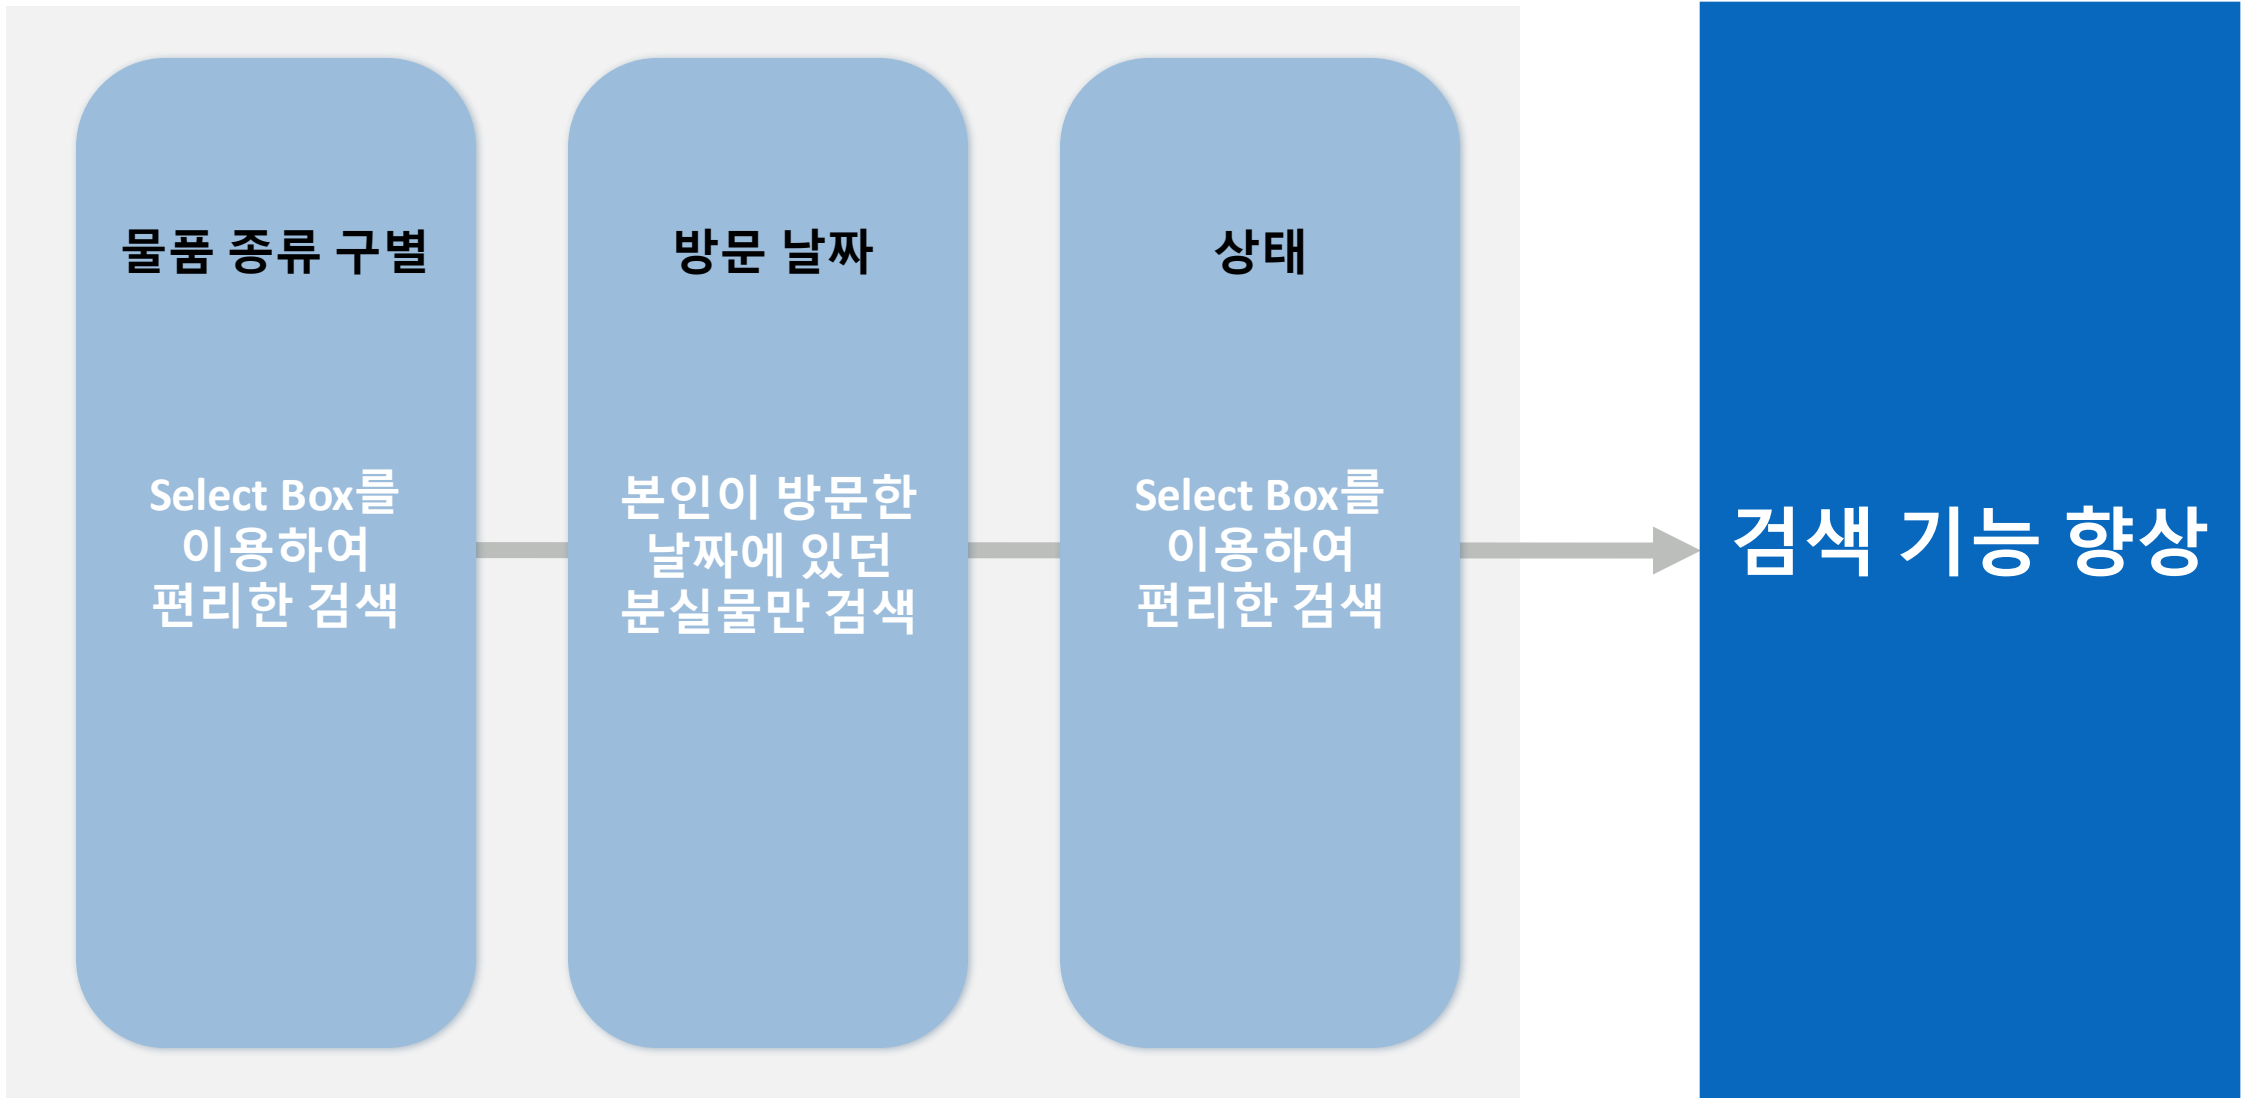 물품 종류 구별
Select Box를
이용하여
편리한 검색
방문 날짜
본인이 방문한
날짜에 있던
분실물만 검색
상태
Select Box를
이용하여
편리한 검색
검색 기능 향상